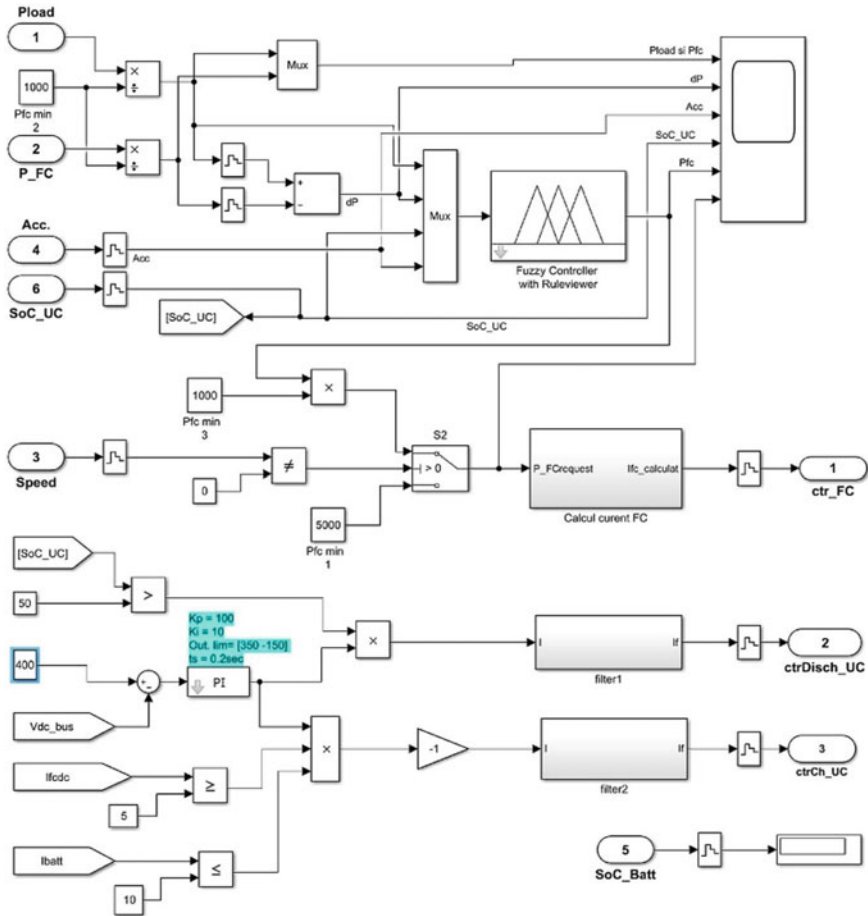 Pload
1
1000
Pfc min
2
2
P_FC
×
÷
×
÷
Mux
+
−
dP
Mux
Fuzzy Controller
with Ruleviewer
Pload si Pfc
dP
Acc
SoC_UC
Pfc
Acc.
4
Acc
6
SoC_UC
[SoC_UC]
SoC_UC
1000
Pfc min
3
×
3
Speed
0
≠
S2
> 0
5000
Pfc min
1
P_FCrequest
Ifc_calculat
Calcul curent FC
1
ctr_FC
[SoC_UC]
50
>
Kp = 100
Ki = 10
Out. lim= [350 -150]
ts = 0.2sec
400
+
−
PI
×
I
If
filter1
2
ctrDisch_UC
Vdc_bus
Ifcdc
5
≥
×
-1
I
If
filter2
3
ctrCh_UC
Ibatt
10
≤
5
SoC_Batt